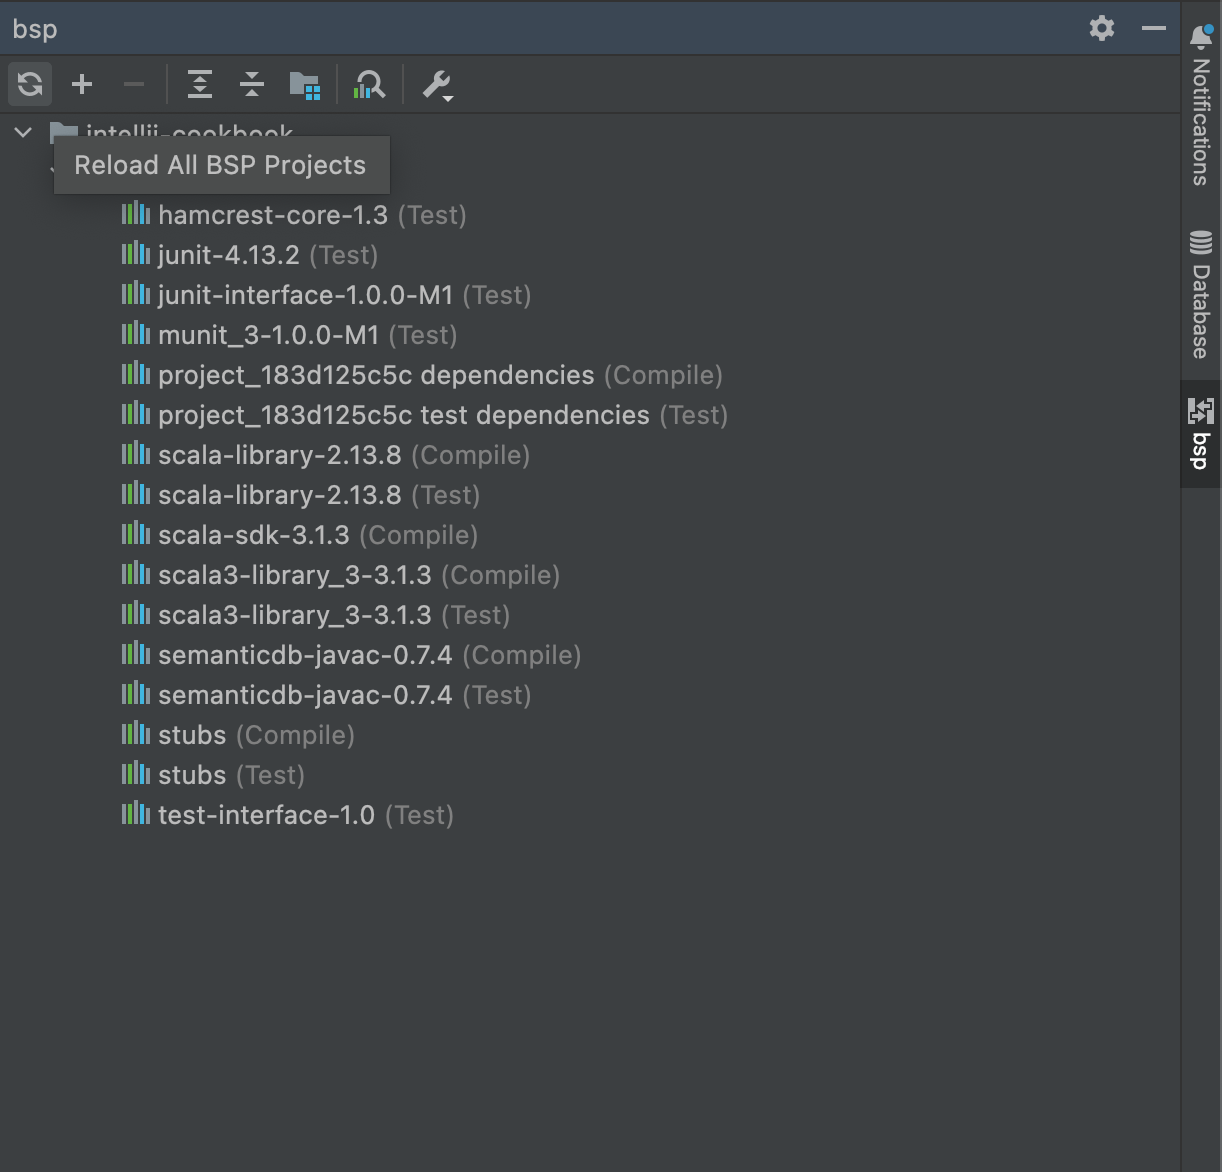 bsp
intellij-cookbook
Reload All BSP Projects
hamcrest-core-1.3 (Test)
junit-4.13.2 (Test)
junit-interface-1.0.0-M1 (Test)
munit_3-1.0.0-M1 (Test)
project_183d125c5c dependencies (Compile)
project_183d125c5c test dependencies (Test)
scala-library-2.13.8 (Compile)
scala-library-2.13.8 (Test)
scala-sdk-3.1.3 (Compile)
scala3-library_3-3.1.3 (Compile)
scala3-library_3-3.1.3 (Test)
semanticdb-javac-0.7.4 (Compile)
semanticdb-javac-0.7.4 (Test)
stubs (Compile)
stubs (Test)
test-interface-1.0 (Test)
Notifications
Database
bsp